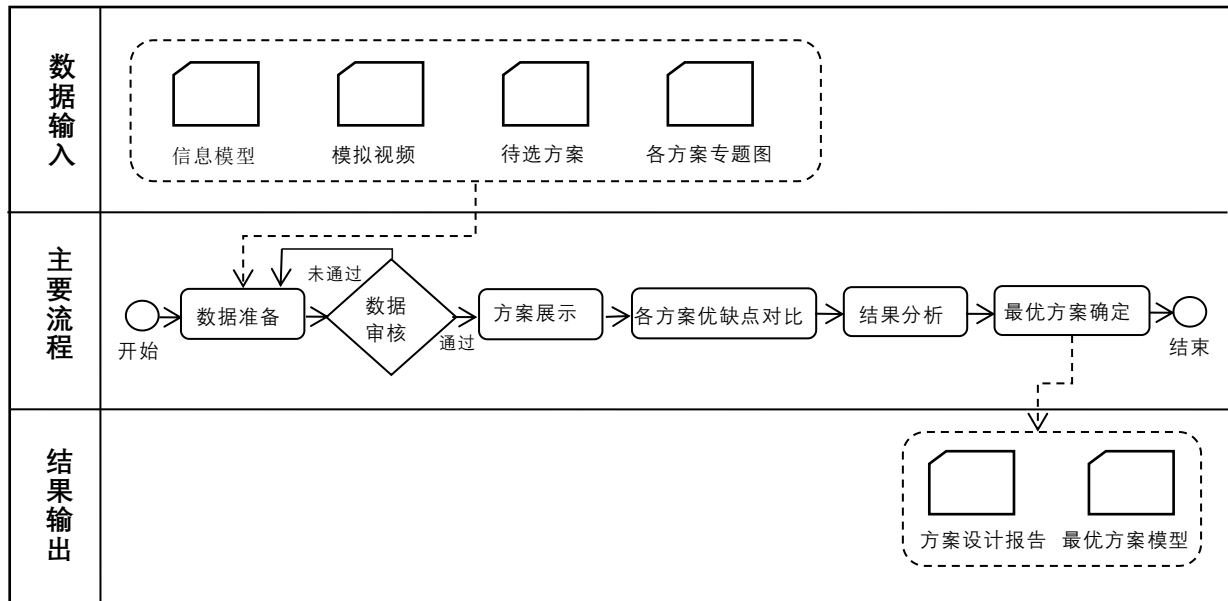 数据输入
信息模型
模拟视频
待选方案
各方案专题图
主要流程
开始
数据准备
未通过
数据
审核
通过
方案展示
各方案优缺点对比
结果分析
最优方案确定
结束
结果输出
方案设计报告
最优方案模型